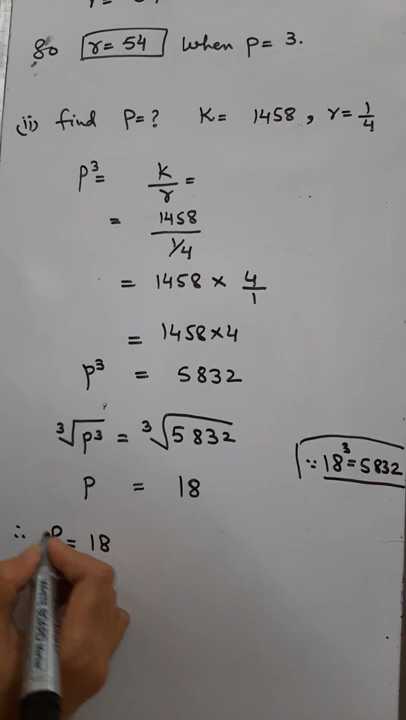 So r = 54 when p = 3.
(ii) find p = ? K = 1458, r = 1/4
p³ = K/r =
= 1458/(1/4)
= 1458 × 4/1
= 1458×4
p³ = 5832
∛p³ = ∛5832
p = 18
∵ 18³ = 5832
∴ p = 18